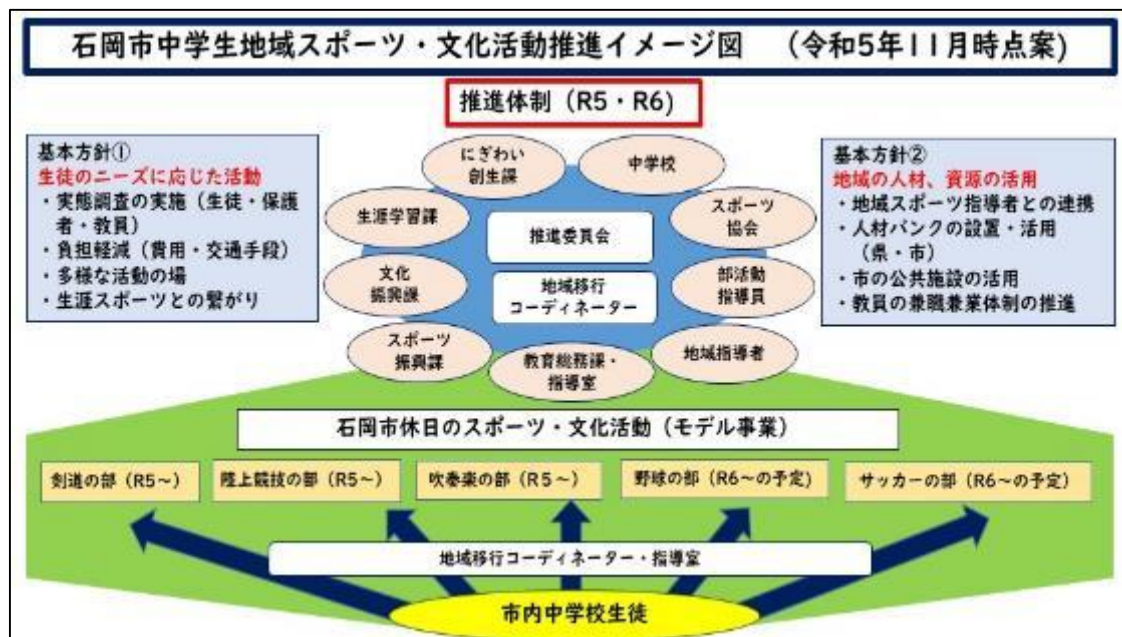 石岡市中学生地域スポーツ・文化活動推進イメージ図　（令和5年11月時点案）
推進体制（R5・R6）
基本方針①
生徒のニーズに応じた活動
・実態調査の実施（生徒・保護
者・教員）
・負担軽減（費用・交通手段）
・多様な活動の場
・生涯スポーツとの繋がり
にぎわい
創生課
中学校
生涯学習課
スポーツ
協会
推進委員会
文化
振興課
地域移行
コーディネーター
部活動
指導員
スポーツ
振興課
教育総務課・
指導室
地域指導者
基本方針②
地域の人材、資源の活用
・地域スポーツ指導者との連携
・人材バンクの設置・活用
（県・市）
・市の公共施設の活用
・教員の兼職兼業体制の推進
石岡市休日のスポーツ・文化活動（モデル事業）
剣道の部（R5～）
陸上競技の部（R5～）
吹奏楽の部（R5～）
野球の部（R6～の予定）
サッカーの部（R6～の予定）
地域移行コーディネーター・指導室
市内中学校生徒